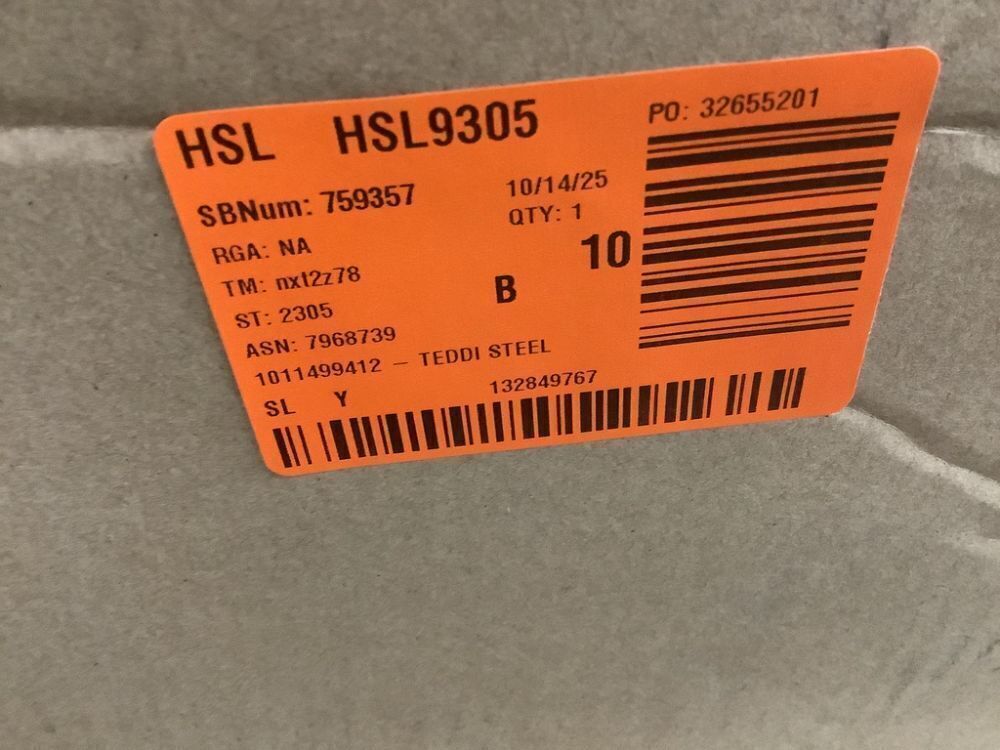 HSL HSL9305
PO: 32655201
SBNum: 759357
10/14/25
RGA: NA
QTY: 1
TM: nxt2z78
B 10
ST: 2305
ASN: 7968739
1011499412 – TEDDI STEEL
SL Y
132849767